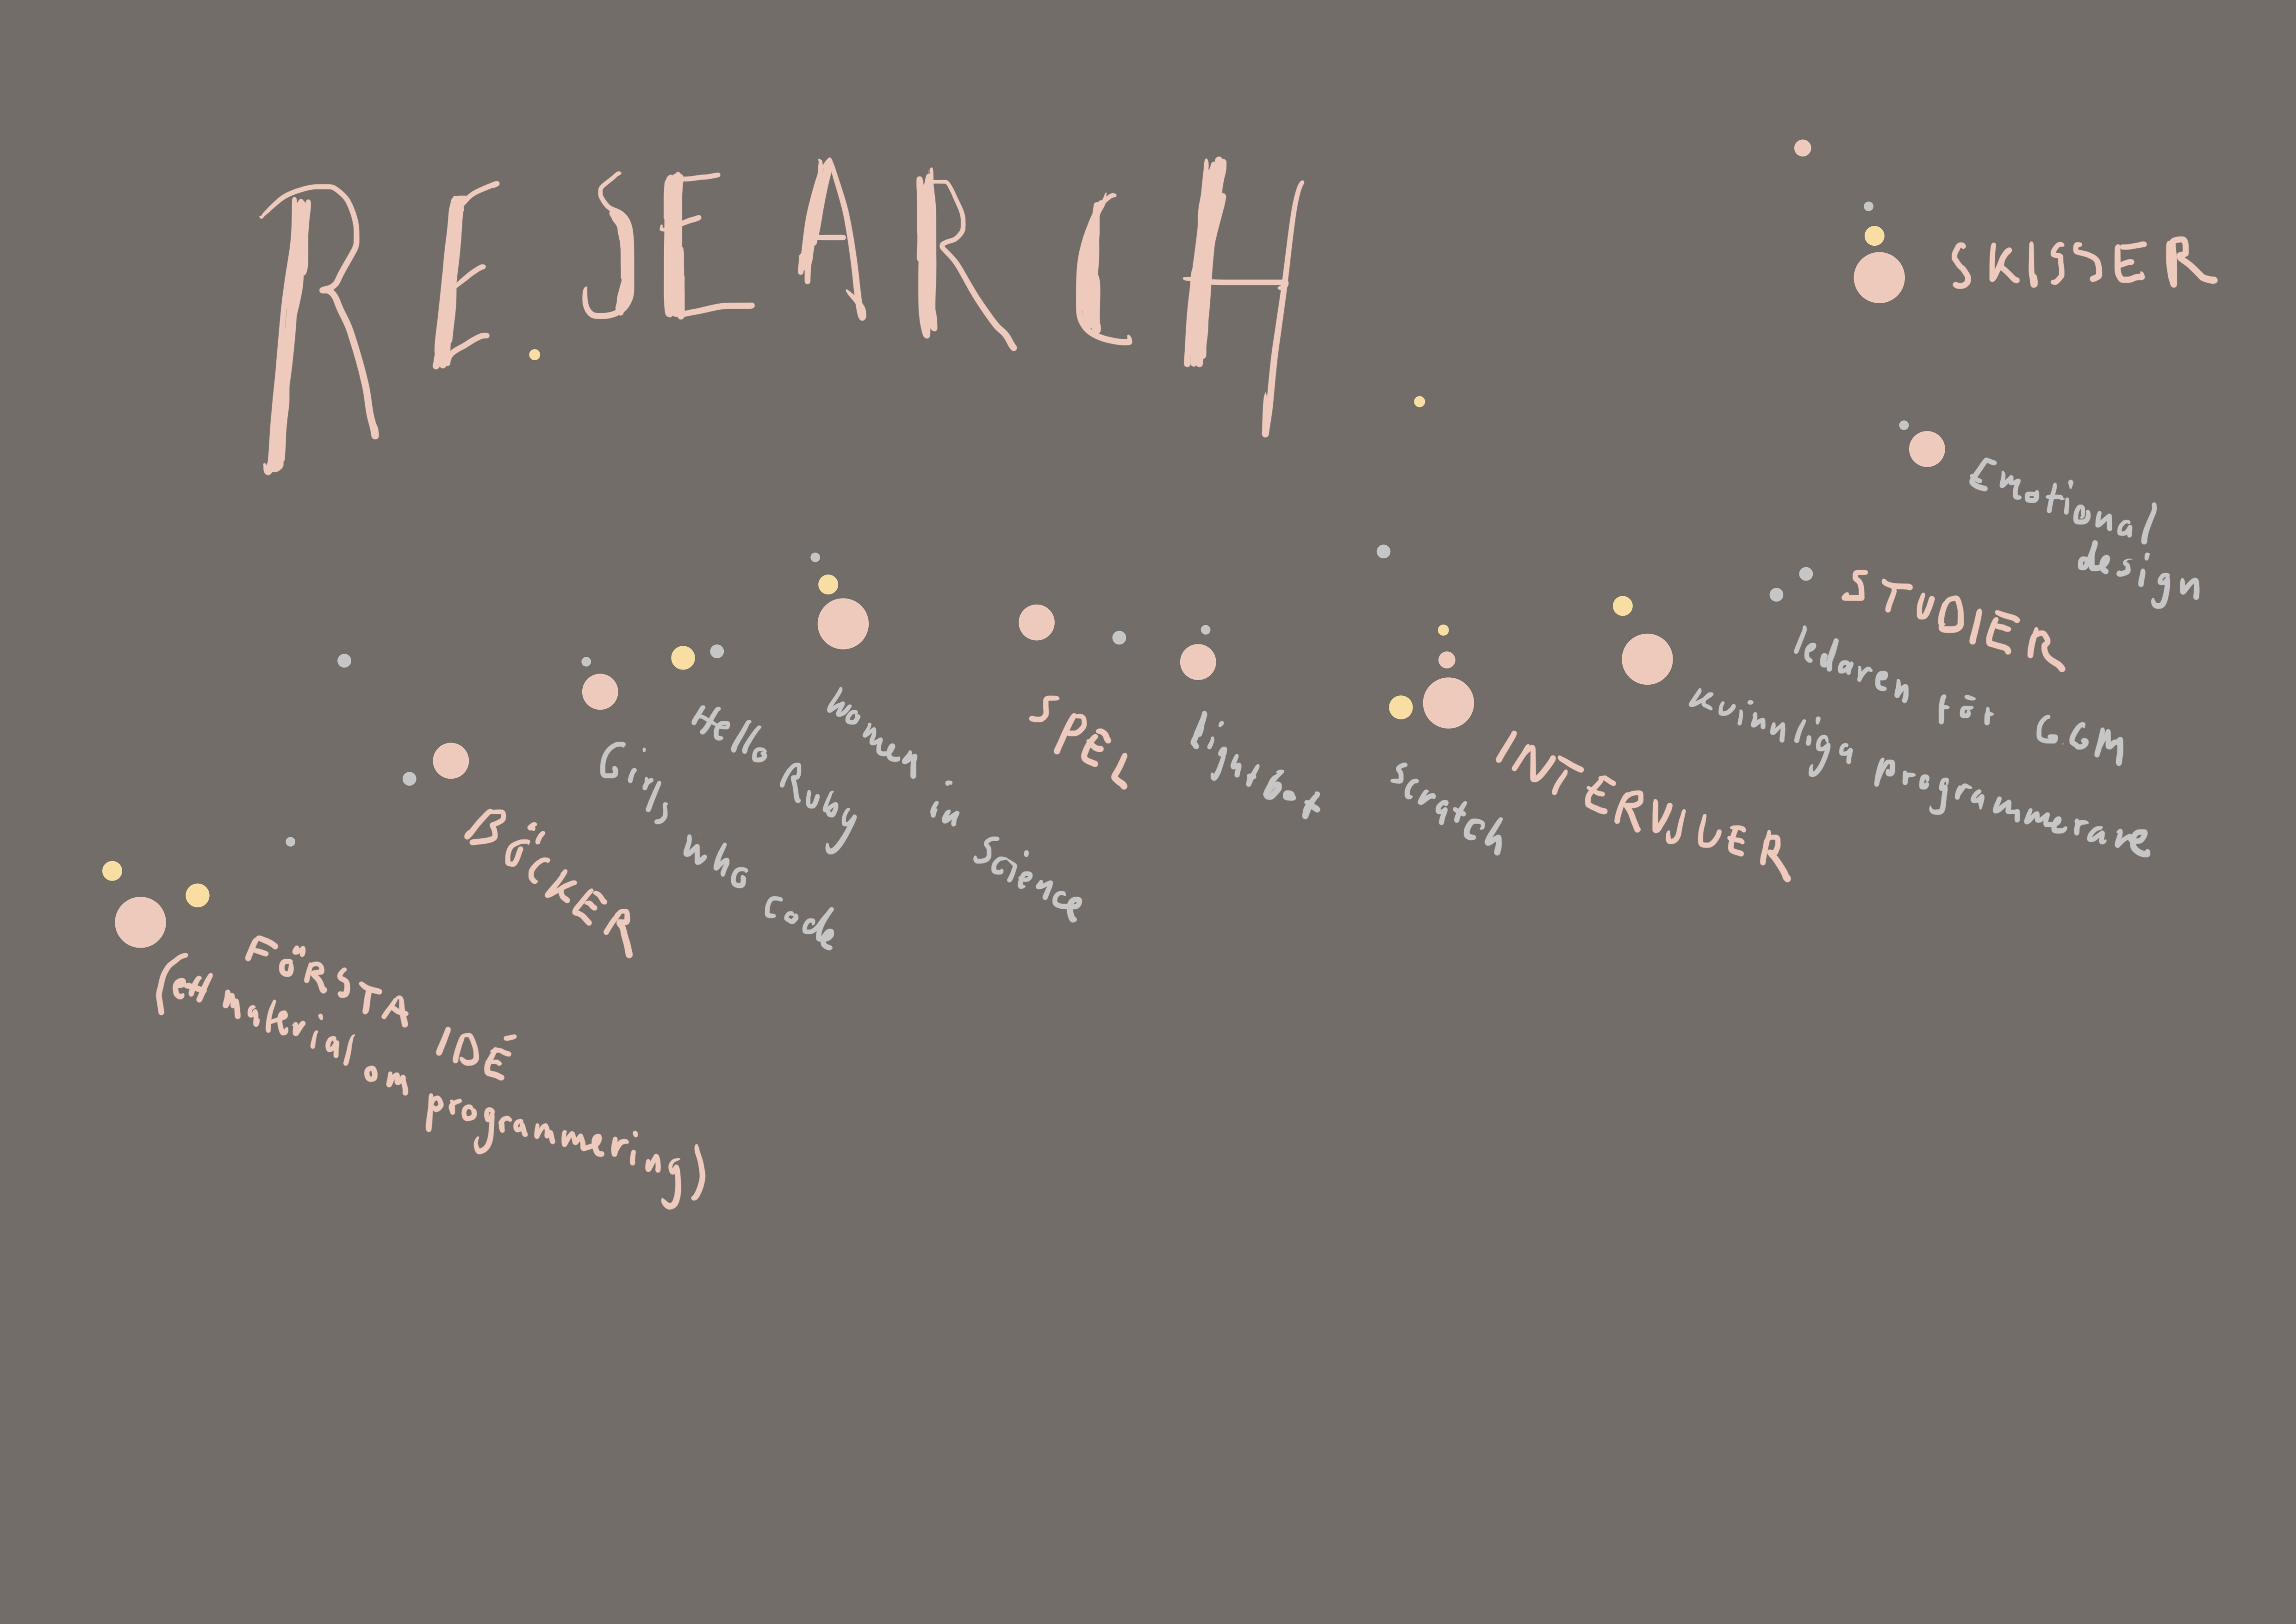 RESEARCH
FÖRSTA IDÉ
(ett material om programmering)
BÖCKER
Girls who code
Hello Ruby
Women in Science
SPEL
Lightbot
Scratch
INTERVJUER
kvinnliga programmerare
ledaren för G.GM
STUDIER
Emotional
design
SKISSER